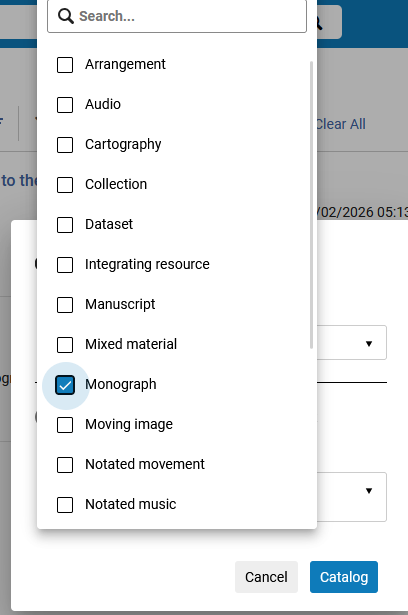 Search...
Arrangement
Audio
Cartography
Clear All
Collection
to the
Dataset
/02/2026 05:13
Integrating resource
Manuscript
Mixed material
Monograph
Moving image
Notated movement
Notated music
Cancel
Catalog